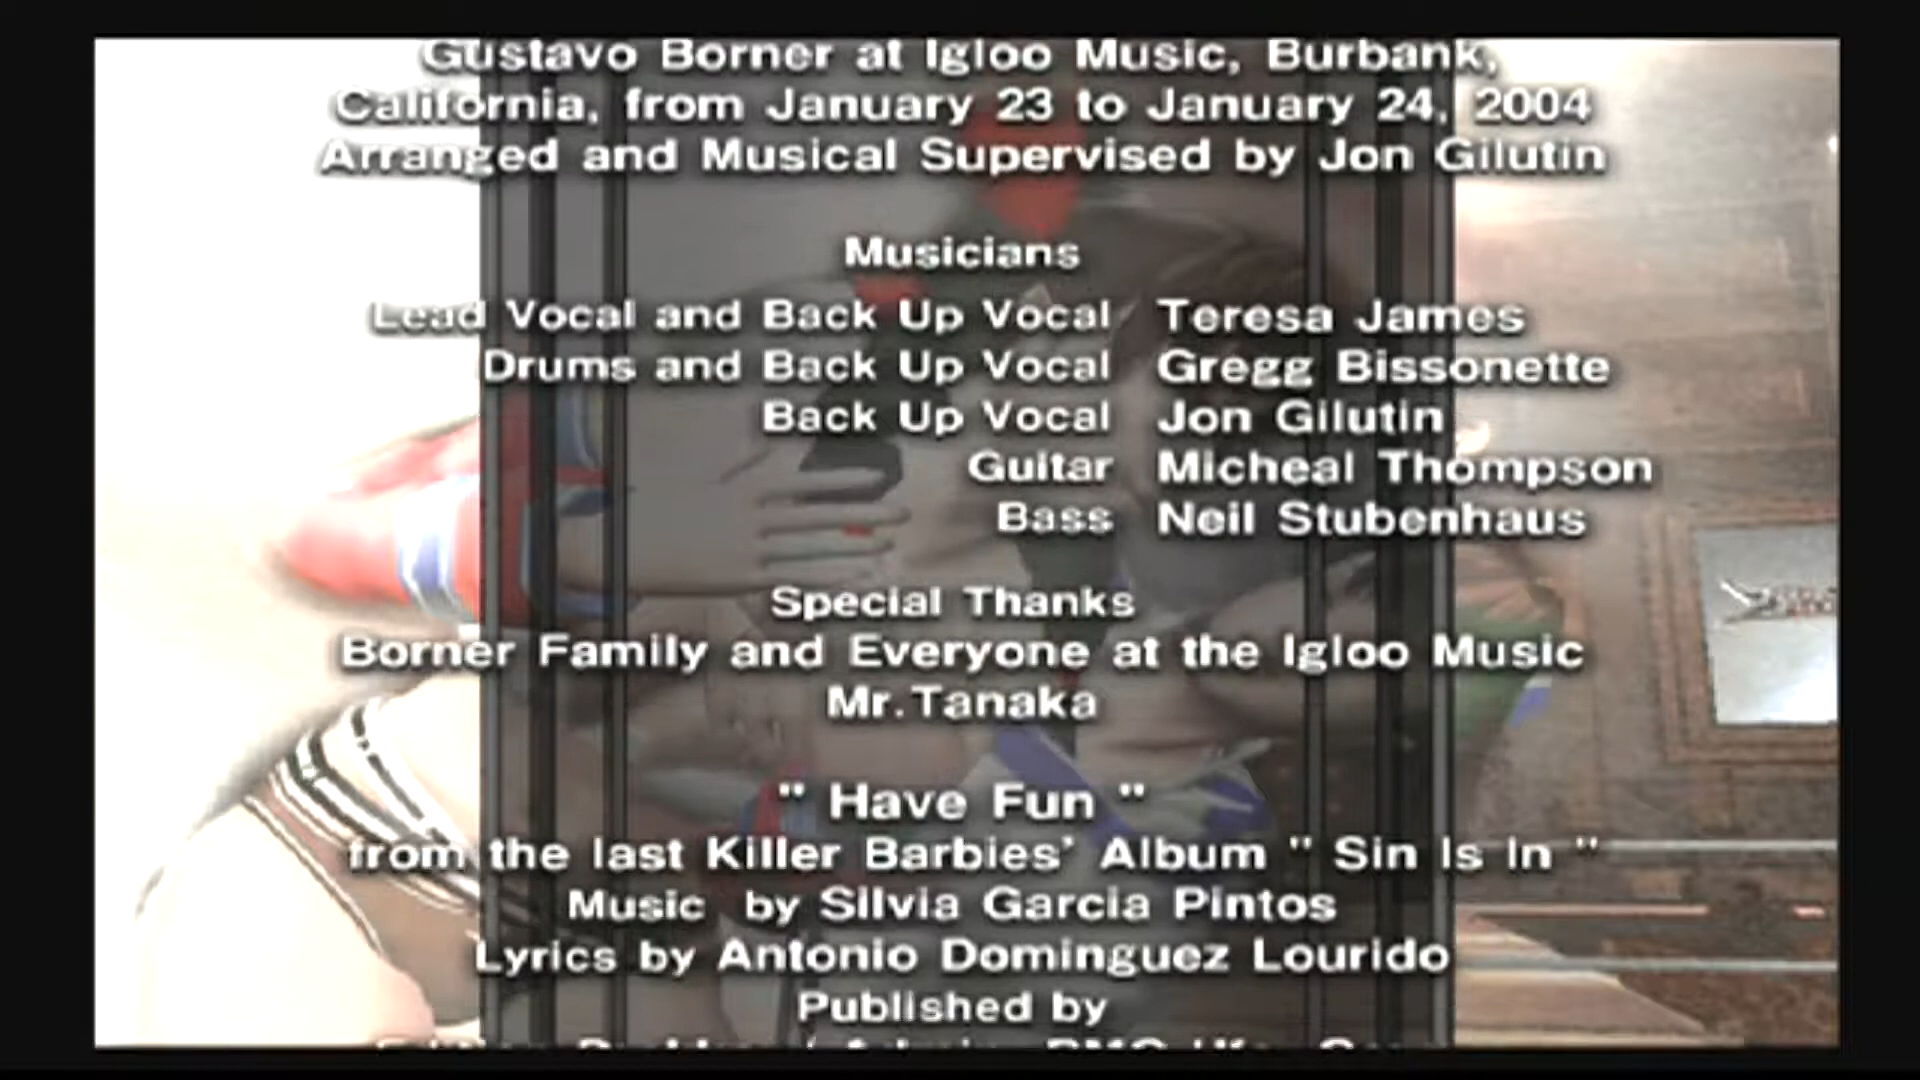 Gustavo Borner at Igloo Music, Burbank,
California, from January 23 to January 24, 2004
Arranged and Musical Supervised by Jon Gilutin
Musicians
Lead Vocal and Back Up Vocal Teresa James
Drums and Back Up Vocal Gregg Bissonette
Back Up Vocal Jon Gilutin
Guitar Micheal Thompson
Bass Neil Stubenhaus
Special Thanks
Borner Family and Everyone at the Igloo Music
Mr.Tanaka
" Have Fun "
from the last Killer Barbies' Album " Sin Is In "
Music by Silvia Garcia Pintos
Lyrics by Antonio Dominguez Lourido
Published by